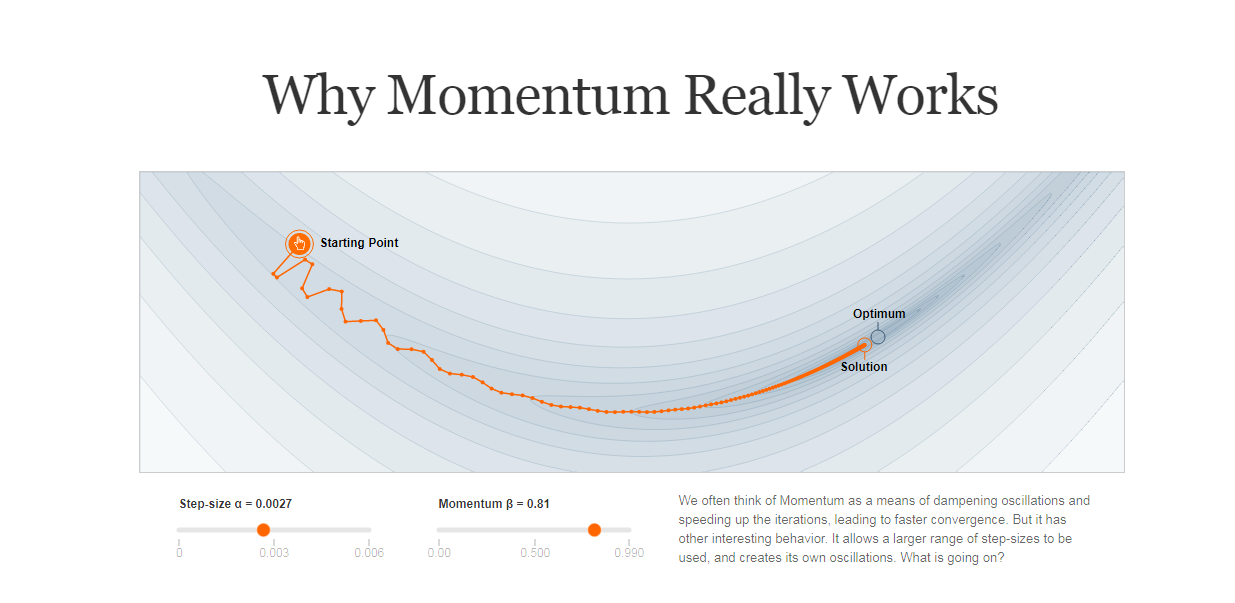 Why Momentum Really Works
Starting Point
Optimum
Solution
Step-size α = 0.0027
0 0.003 0.006
Momentum β = 0.81
0.00 0.500 0.990
We often think of Momentum as a means of dampening oscillations and
speeding up the iterations, leading to faster convergence. But it has
other interesting behavior. It allows a larger range of step-sizes to be
used, and creates its own oscillations. What is going on?